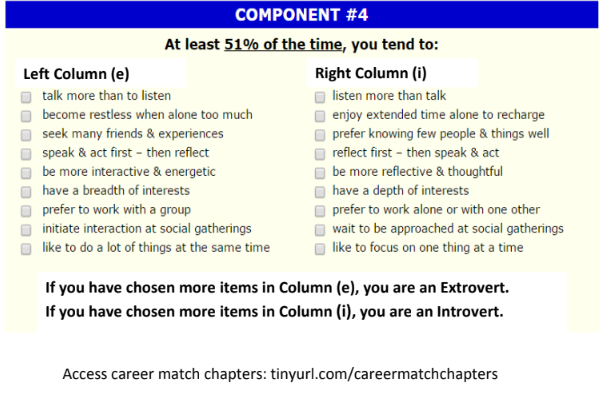 COMPONENT #4
At least 51% of the time, you tend to:
Left Column (e)
talk more than to listen
become restless when alone too much
seek many friends & experiences
speak & act first – then reflect
be more interactive & energetic
have a breadth of interests
prefer to work with a group
initiate interaction at social gatherings
like to do a lot of things at the same time
Right Column (i)
listen more than talk
enjoy extended time alone to recharge
prefer knowing few people & things well
reflect first – then speak & act
be more reflective & thoughtful
have a depth of interests
prefer to work alone or with one other
wait to be approached at social gatherings
like to focus on one thing at a time
If you have chosen more items in Column (e), you are an Extrovert.
If you have chosen more items in Column (i), you are an Introvert.
Access career match chapters: tinyurl.com/careermatchchapters